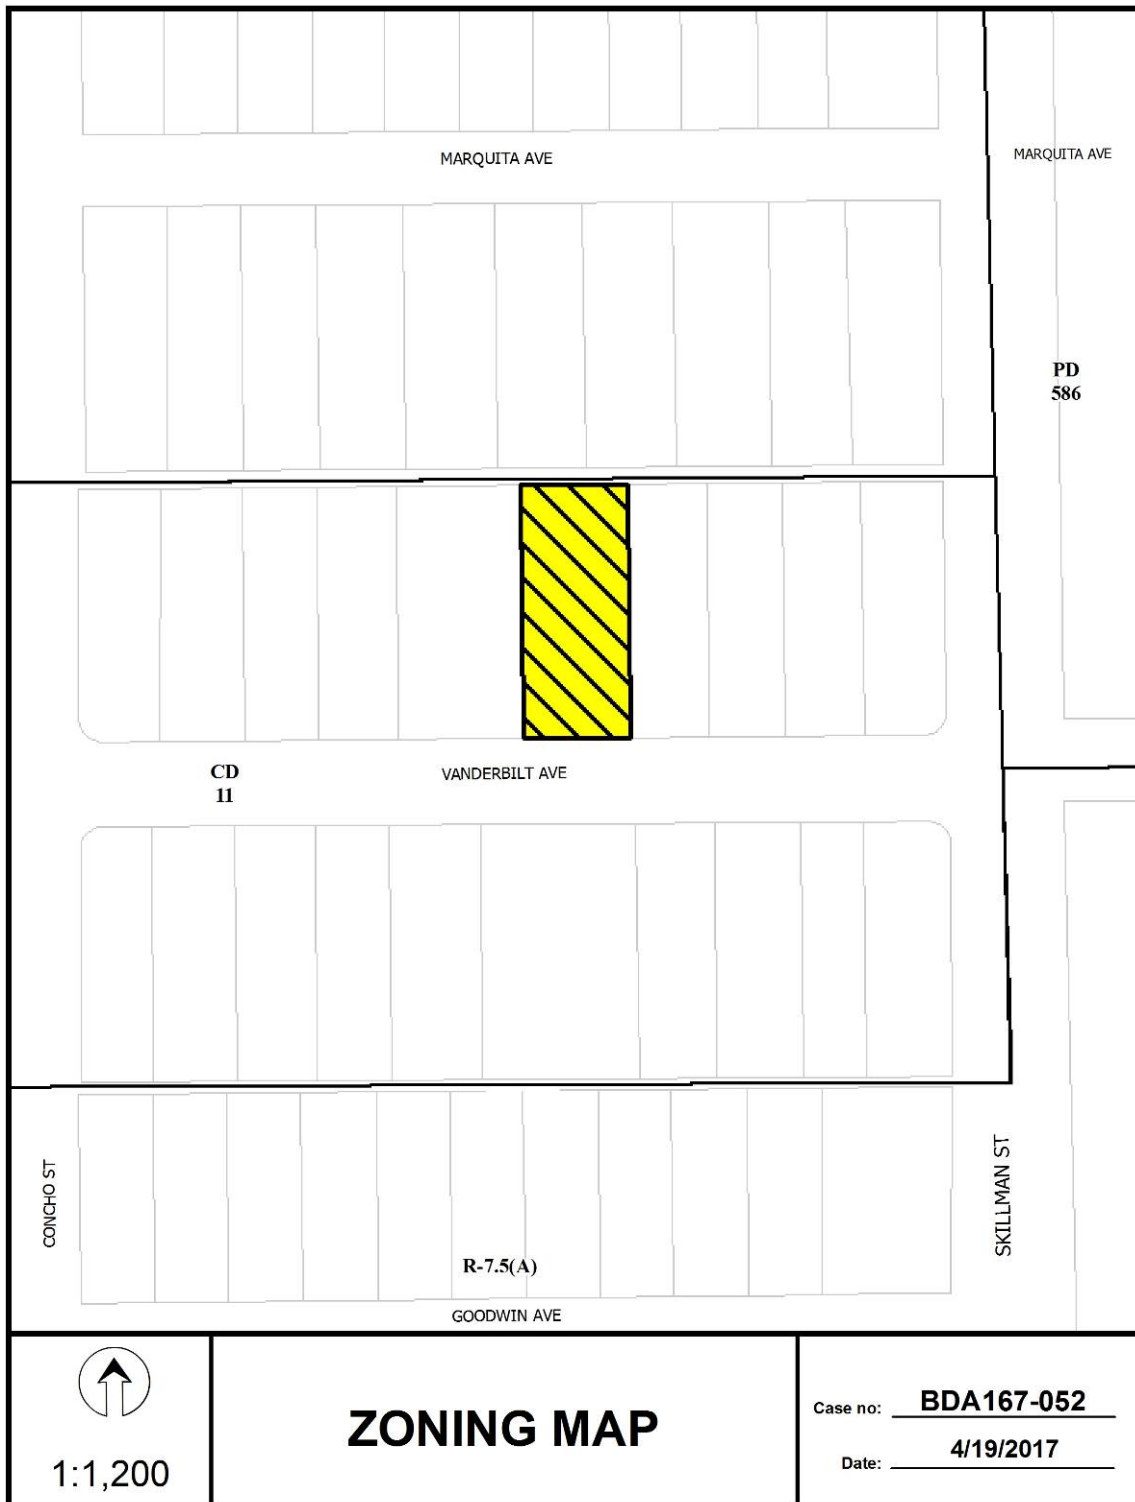 MARQUITA AVE
MARQUITA AVE
PD
586
CD
11
VANDERBILT AVE
CONCHO ST
SKILLMAN ST
R-7.5(A)
GOODWIN AVE
1:1,200
ZONING MAP
Case no: BDA167-052
Date: 4/19/2017